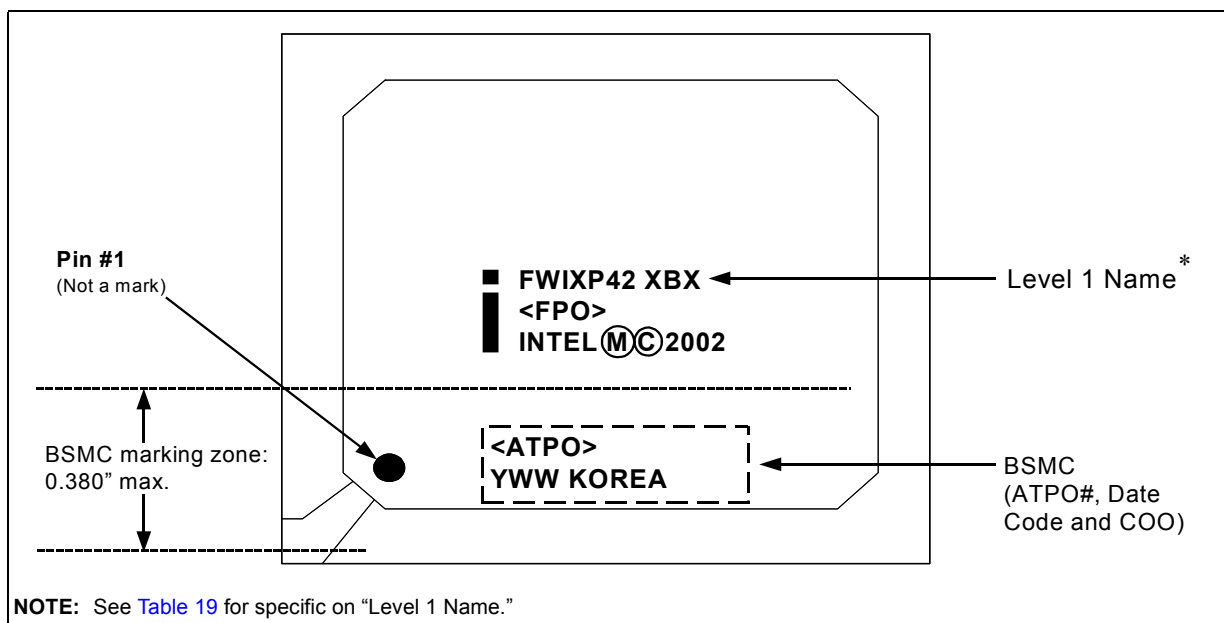 FWIXP42 XBX
<FPO>
INTEL Ⓜ Ⓒ 2002
Pin #1
(Not a mark)
Level 1 Name*
BSMC marking zone:
0.380” max.
<ATPO>
YWW KOREA
BSMC
(ATPO#, Date
Code and COO)
NOTE: See Table 19 for specific on “Level 1 Name.”